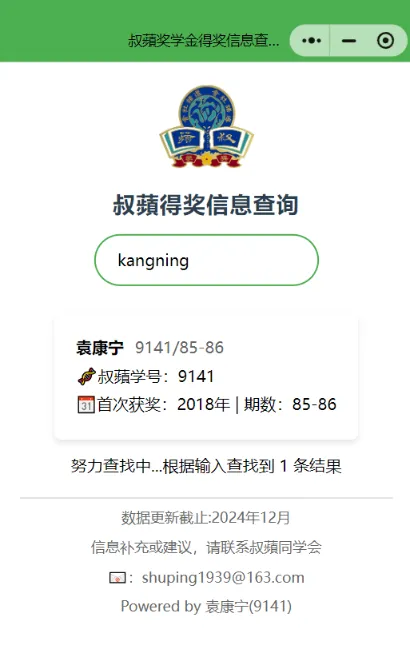 叔蘋奖学金得奖信息查...
叔蘋得奖信息查询
kangning
袁康宁 9141/85-86
叔蘋学号：9141
首次获奖：2018年 | 期数：85-86
努力查找中...根据输入查找到 1 条结果
数据更新截止:2024年12月
信息补充或建议，请联系叔蘋同学会
：shuping1939@163.com
Powered by 袁康宁(9141)